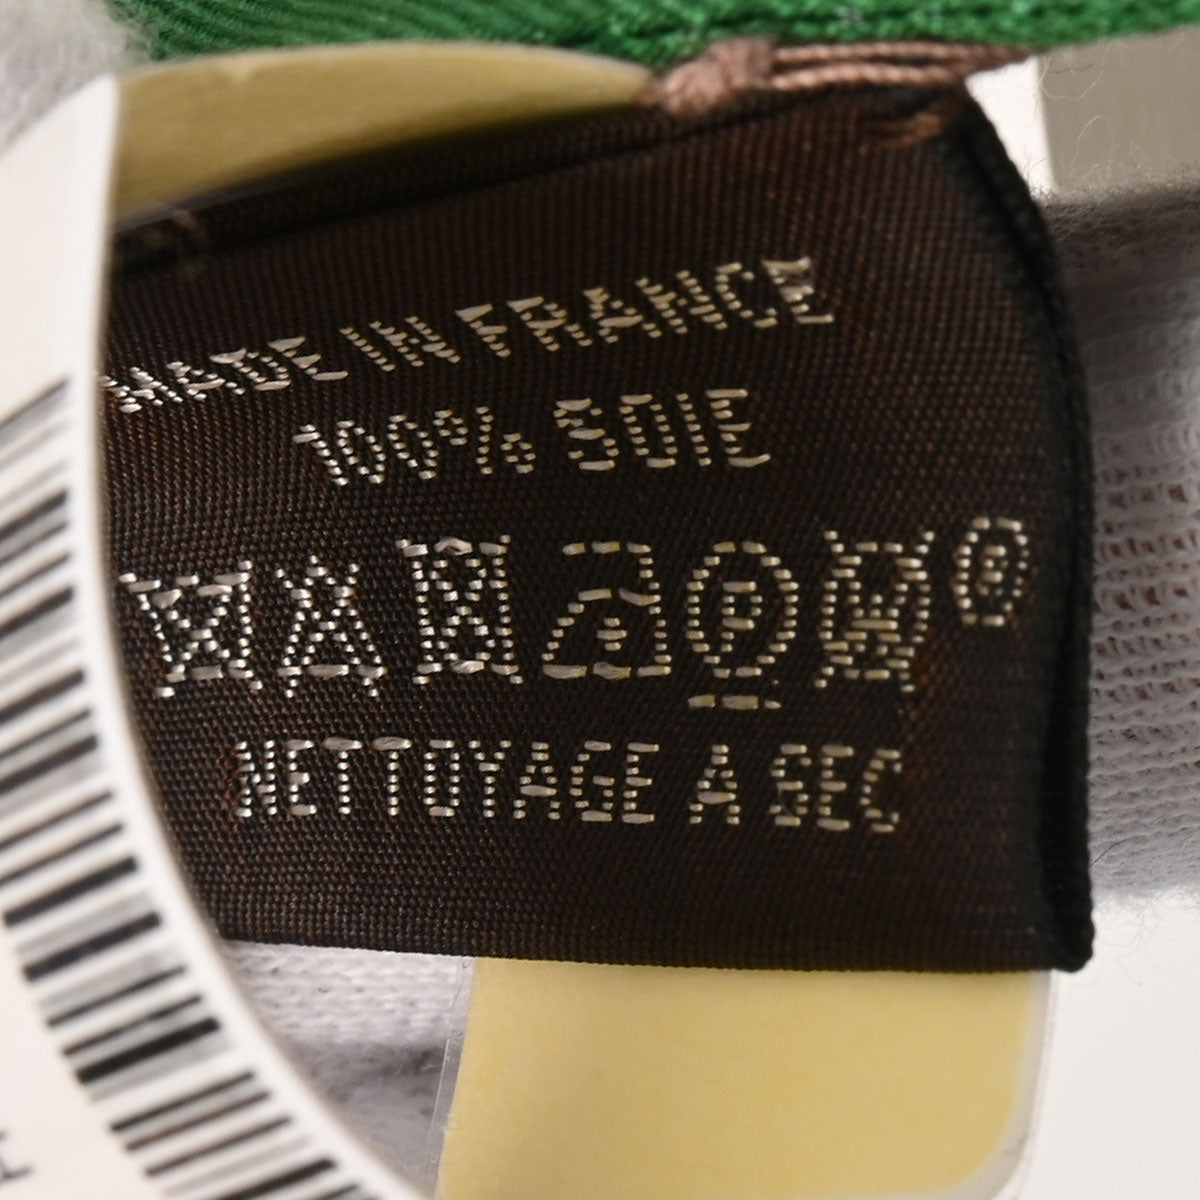 MADE IN FRANCE
100% SOIE
P W ®
NETTOYAGE A SEC